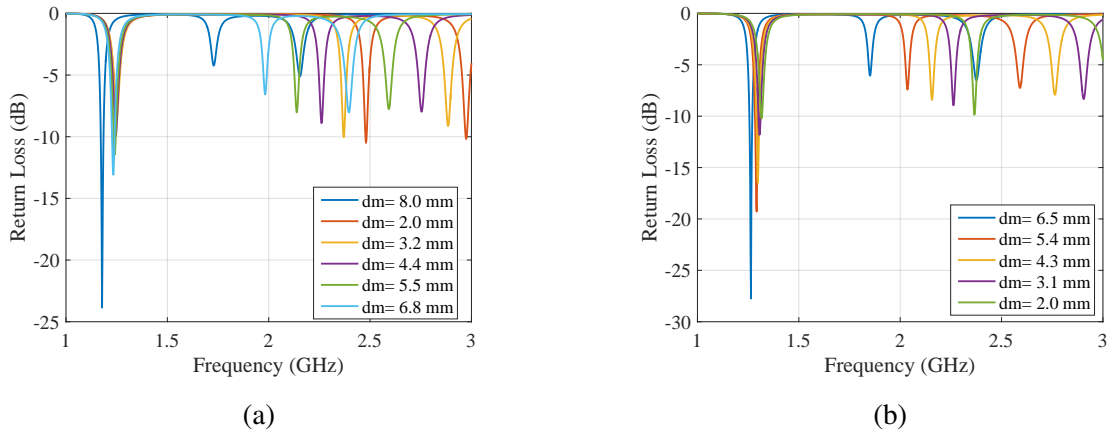 0
-5
-10
-15
-20
-25
Return Loss (dB)
1
1.5
2
2.5
3
Frequency (GHz)
dm= 8.0 mm
dm= 2.0 mm
dm= 3.2 mm
dm= 4.4 mm
dm= 5.5 mm
dm= 6.8 mm
(a)
0
-5
-10
-15
-20
-25
-30
Return Loss (dB)
1
1.5
2
2.5
3
Frequency (GHz)
dm= 6.5 mm
dm= 5.4 mm
dm= 4.3 mm
dm= 3.1 mm
dm= 2.0 mm
(b)